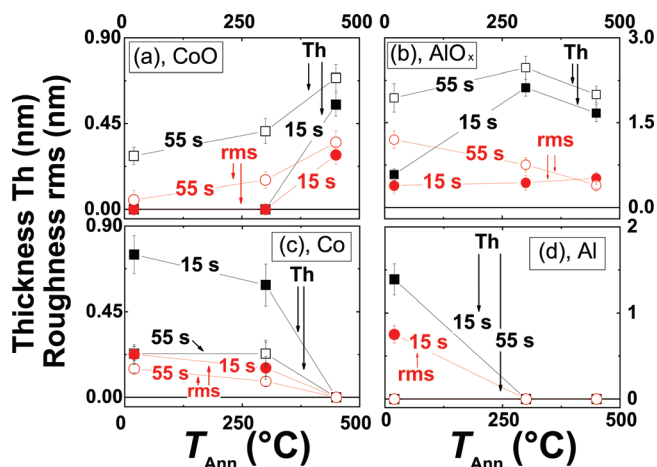 0 250 500 0 250 500
Thickness Th (nm)
Roughness rms (nm)
0.90
0.45
0.00
(a), CoO
Th
55 s
15 s
rms
55 s
15 s
(b), AlOx
Th
55 s
15 s
rms
55 s
15 s
3.0
1.5
0.0
0.90
0.45
0.00
(c), Co
Th
15 s
55 s
15 s
55 s
rms
(d), Al
Th
15 s
55 s
15 s
rms
2
1
0
0 250 500 0 250 500
TAnn (°C) TAnn (°C)